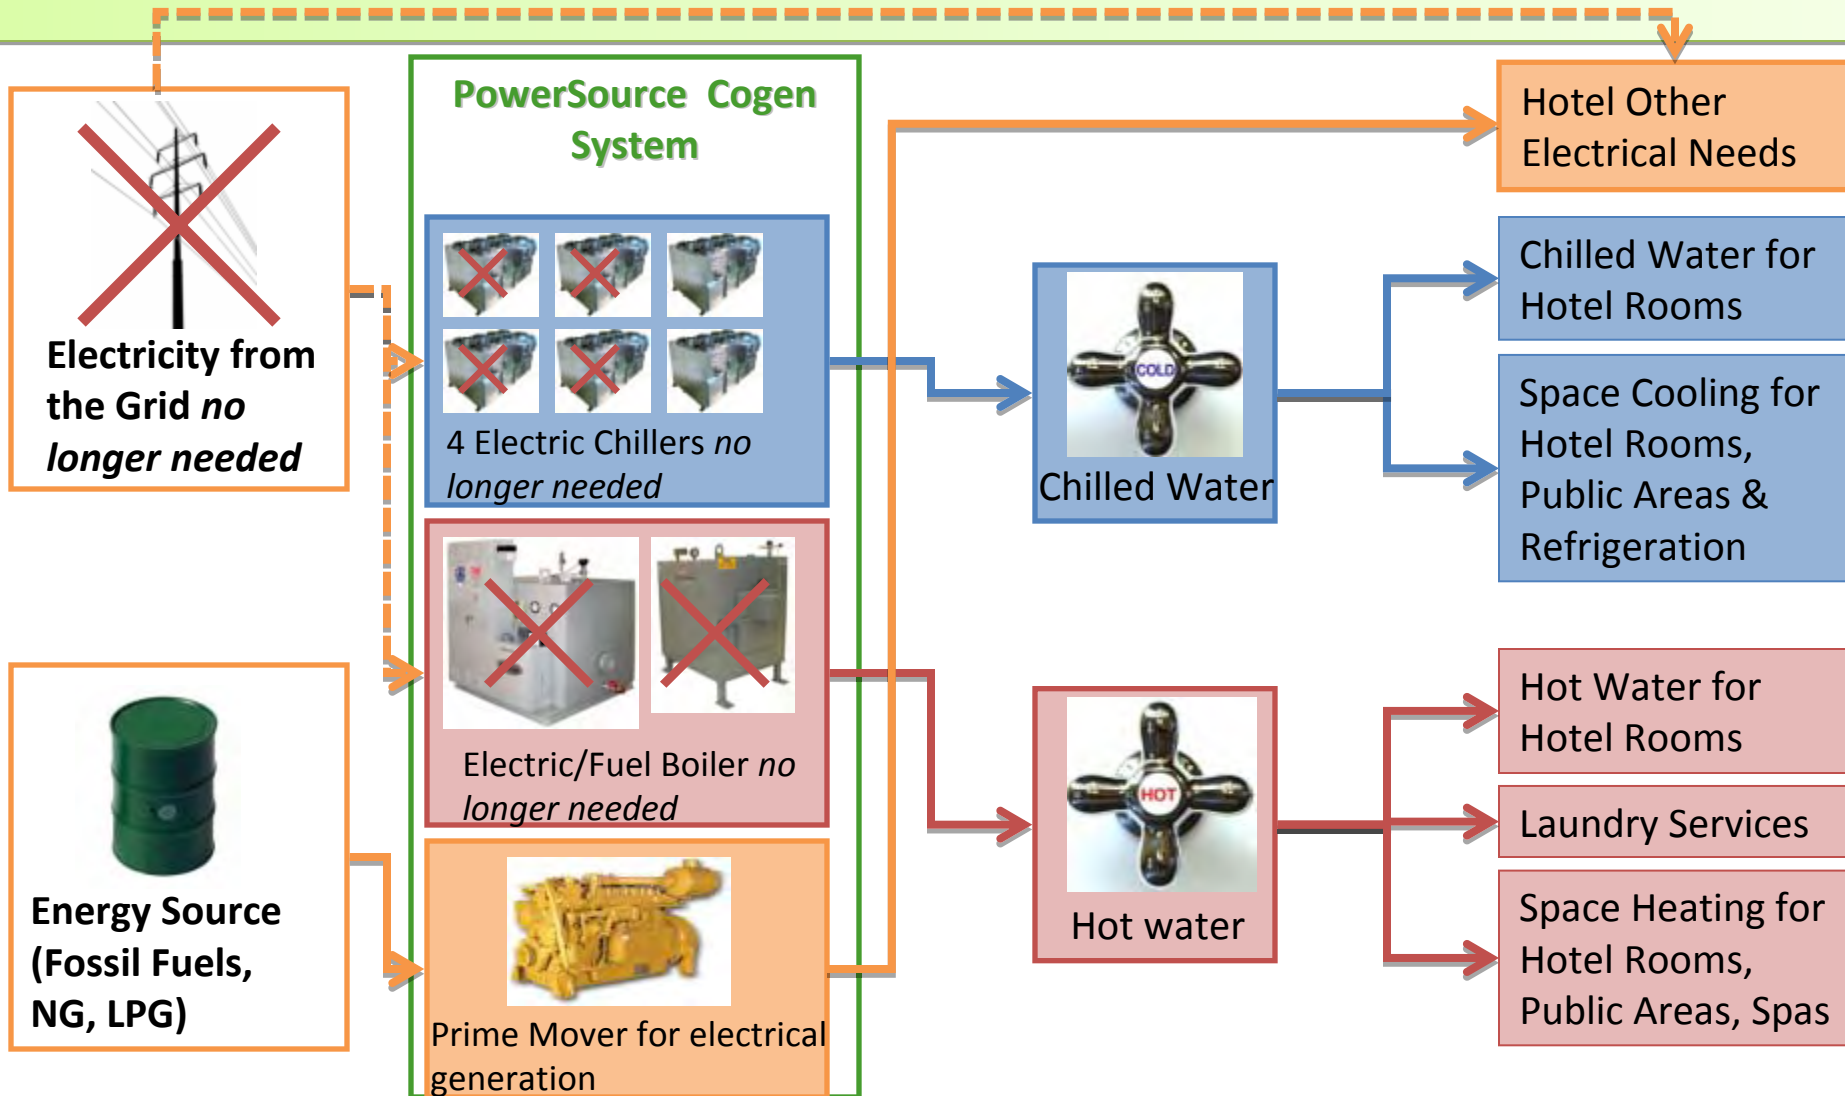 PowerSource Cogen
System
Electricity from
the Grid no
longer needed
Energy Source
(Fossil Fuels,
NG, LPG)
4 Electric Chillers no
longer needed
Electric/Fuel Boiler no
longer needed
Prime Mover for electrical
generation
COLD
Chilled Water
HOT
Hot water
Hotel Other
Electrical Needs
Chilled Water for
Hotel Rooms
Space Cooling for
Hotel Rooms,
Public Areas &
Refrigeration
Hot Water for
Hotel Rooms
Laundry Services
Space Heating for
Hotel Rooms,
Public Areas, Spas